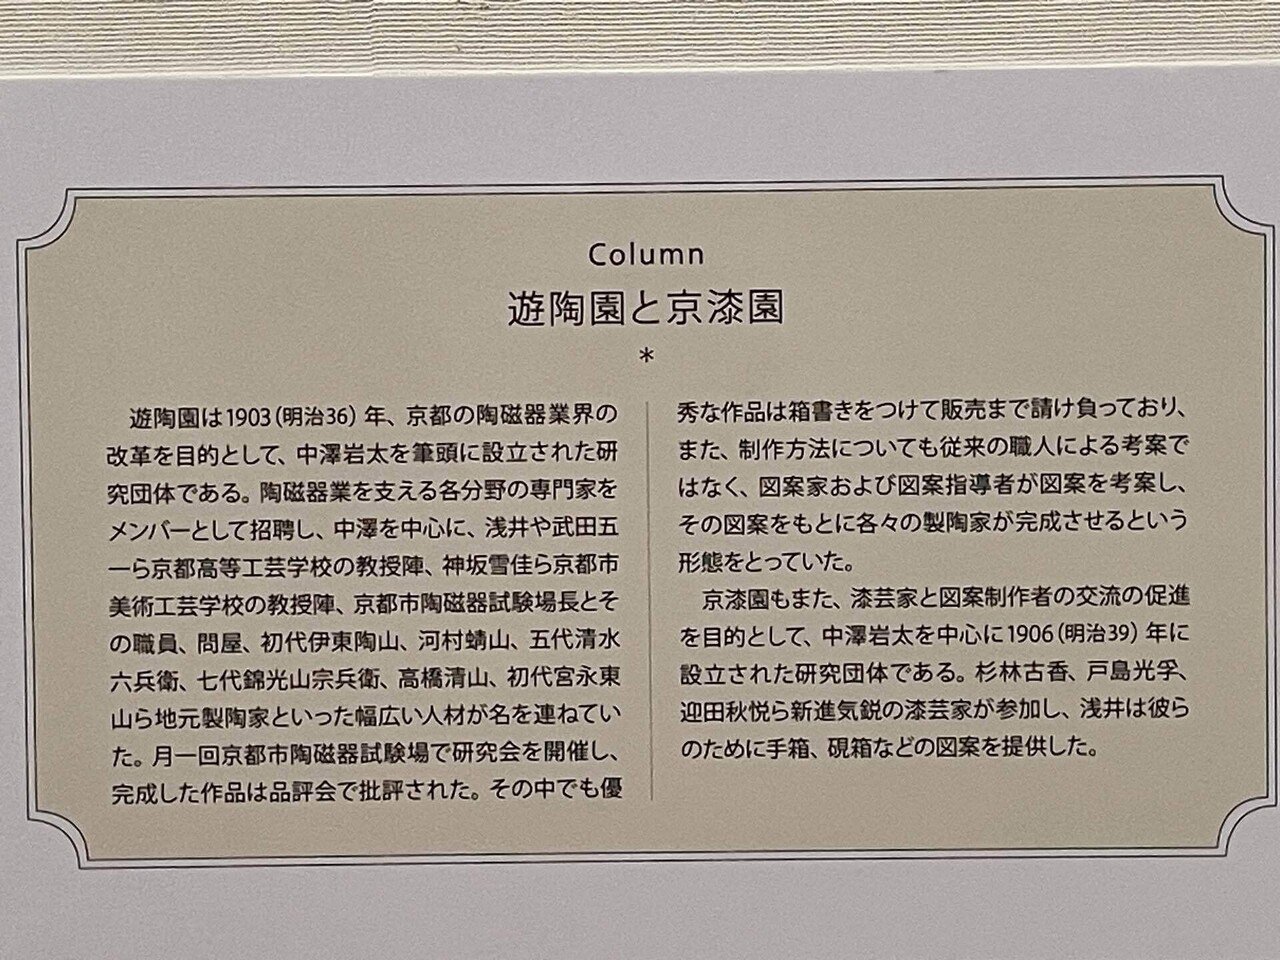 Column
遊陶園と京漆園
*
遊陶園は1903（明治36）年、京都の陶磁器業界の
改革を目的として、中澤岩太を筆頭に設立された研
究団体である。陶磁器業を支える各分野の専門家を
メンバーとして招聘し、中澤を中心に、浅井や武田五
一ら京都高等工芸学校の教授陣、神坂雪佳ら京都市
美術工芸学校の教授陣、京都市陶磁器試験場長とそ
の職員、問屋、初代伊東陶山、河村蜻山、五代清水
六兵衛、七代錦光山宗兵衛、高橋清山、初代宮永東
山ら地元製陶家といった幅広い人材が名を連ねてい
た。月一回京都市陶磁器試験場で研究会を開催し、
完成した作品は品評会で批評された。その中でも優
秀な作品は箱書きをつけて販売まで請け負っており、
また、制作方法についても従来の職人による考案で
はなく、図案家および図案指導者が図案を考案し、
その図案をもとに各々の製陶家が完成させるという
形態をとっていた。
京漆園もまた、漆芸家と図案制作者の交流の促進
を目的として、中澤岩太を中心に1906（明治39）年に
設立された研究団体である。杉林古香、戸島光孚、
迎田秋悦ら新進気鋭の漆芸家が参加し、浅井は彼ら
のために手箱、硯箱などの図案を提供した。